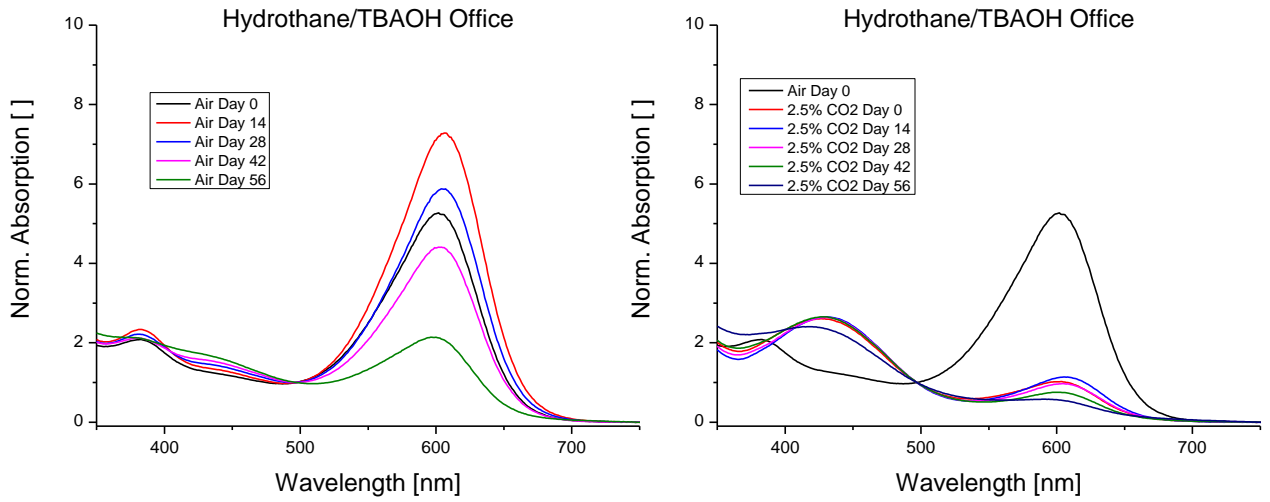 Hydrothane/TBAOH Office
10
8
6
4
2
0
Norm. Absorption [ ]
Air Day 0
Air Day 14
Air Day 28
Air Day 42
Air Day 56
400
500
600
700
Wavelength [nm]
Hydrothane/TBAOH Office
10
8
6
4
2
0
Norm. Absorption [ ]
Air Day 0
2.5% CO2 Day 0
2.5% CO2 Day 14
2.5% CO2 Day 28
2.5% CO2 Day 42
2.5% CO2 Day 56
400
500
600
700
Wavelength [nm]